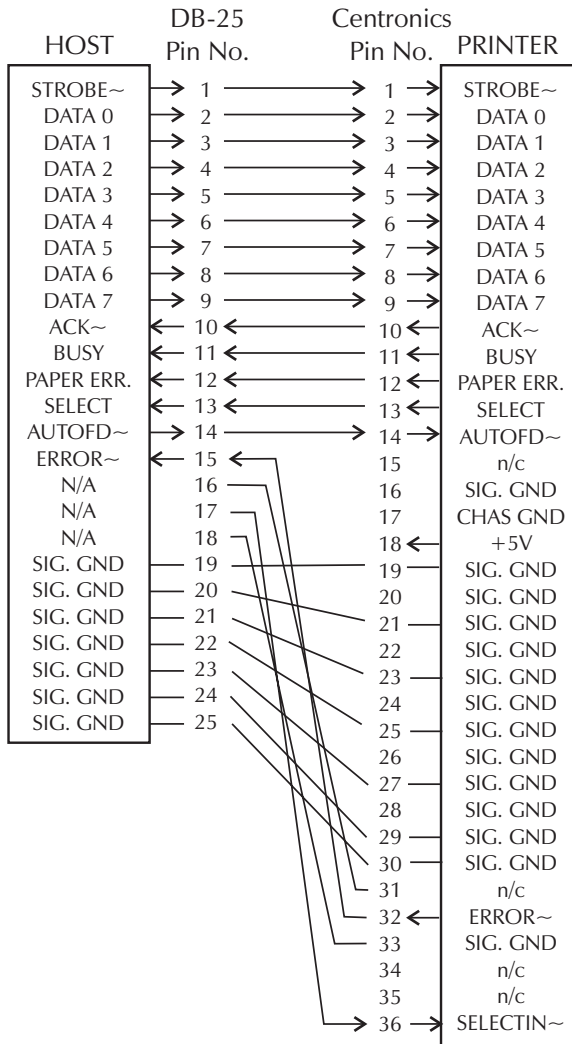 DB-25 Centronics
HOST Pin No. Pin No. PRINTER
STROBE~ 1 1 STROBE~
DATA 0 2 2 DATA 0
DATA 1 3 3 DATA 1
DATA 2 4 4 DATA 2
DATA 3 5 5 DATA 3
DATA 4 6 6 DATA 4
DATA 5 7 7 DATA 5
DATA 6 8 8 DATA 6
DATA 7 9 9 DATA 7
ACK~ 10 10 ACK~
BUSY 11 11 BUSY
PAPER ERR. 12 12 PAPER ERR.
SELECT 13 13 SELECT
AUTOFD~ 14 14 AUTOFD~
ERROR~ 15 15 n/c
N/A 16 16 SIG. GND
N/A 17 17 CHAS GND
N/A 18 18 +5V
SIG. GND 19 19 SIG. GND
SIG. GND 20 20 SIG. GND
SIG. GND 21 21 SIG. GND
SIG. GND 22 22 SIG. GND
SIG. GND 23 23 SIG. GND
SIG. GND 24 24 SIG. GND
SIG. GND 25 25 SIG. GND
26 SIG. GND
27 SIG. GND
28 SIG. GND
29 SIG. GND
30 SIG. GND
31 n/c
32 ERROR~
33 SIG. GND
34 n/c
35 n/c
36 SELECTIN~